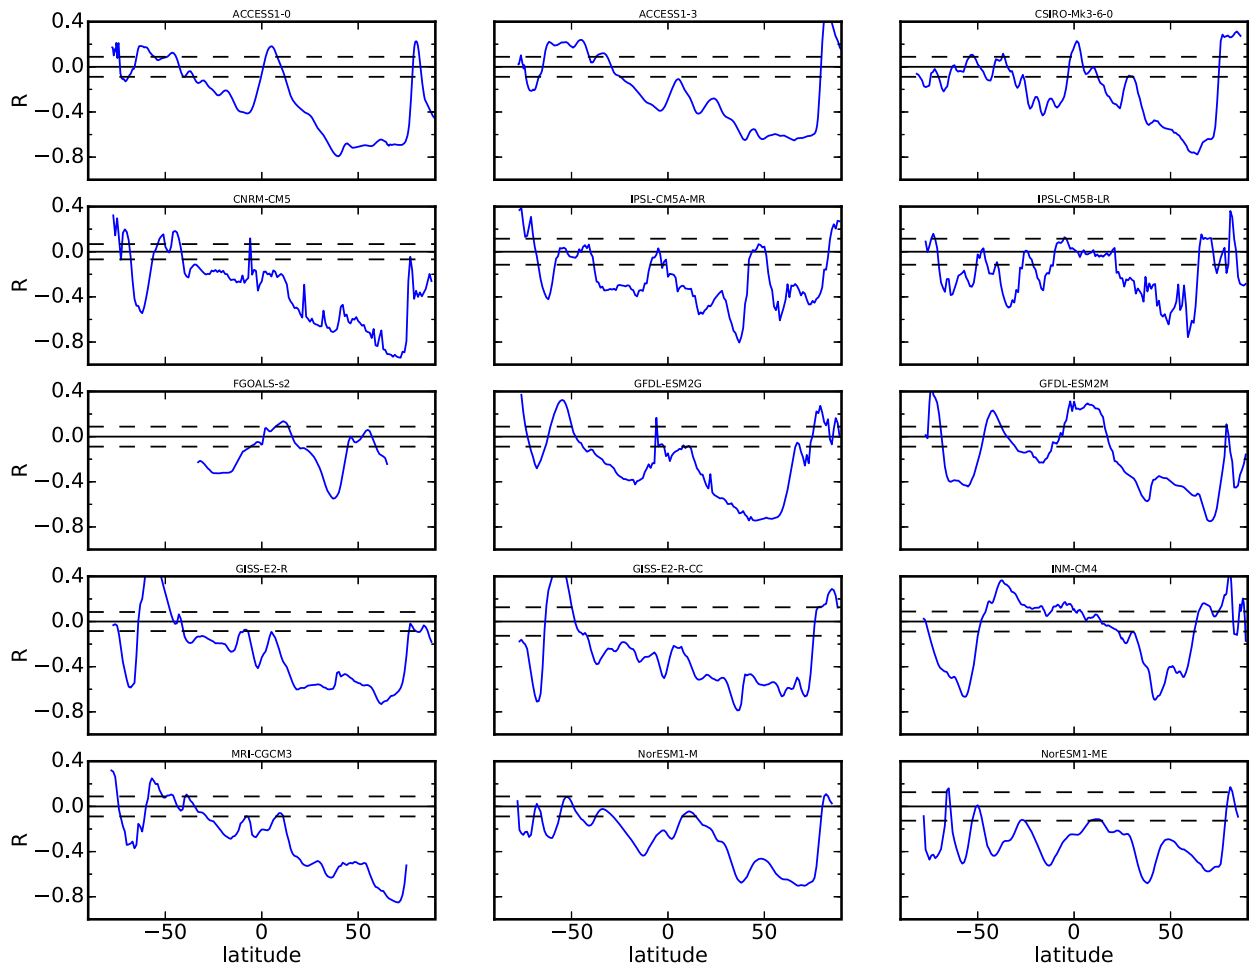 ACCESS1-0 ACCESS1-3 CSIRO-Mk3-6-0
0.4
0.0
−0.4
−0.8
R
CNRM-CM5 IPSL-CM5A-MR IPSL-CM5B-LR
0.4
0.0
−0.4
−0.8
R
FGOALS-s2 GFDL-ESM2G GFDL-ESM2M
0.4
0.0
−0.4
−0.8
R
GISS-E2-R GISS-E2-R-CC INM-CM4
0.4
0.0
−0.4
−0.8
R
MRI-CGCM3 NorESM1-M NorESM1-ME
0.4
0.0
−0.4
−0.8
R
−50 0 50 −50 0 50 −50 0 50
latitude latitude latitude